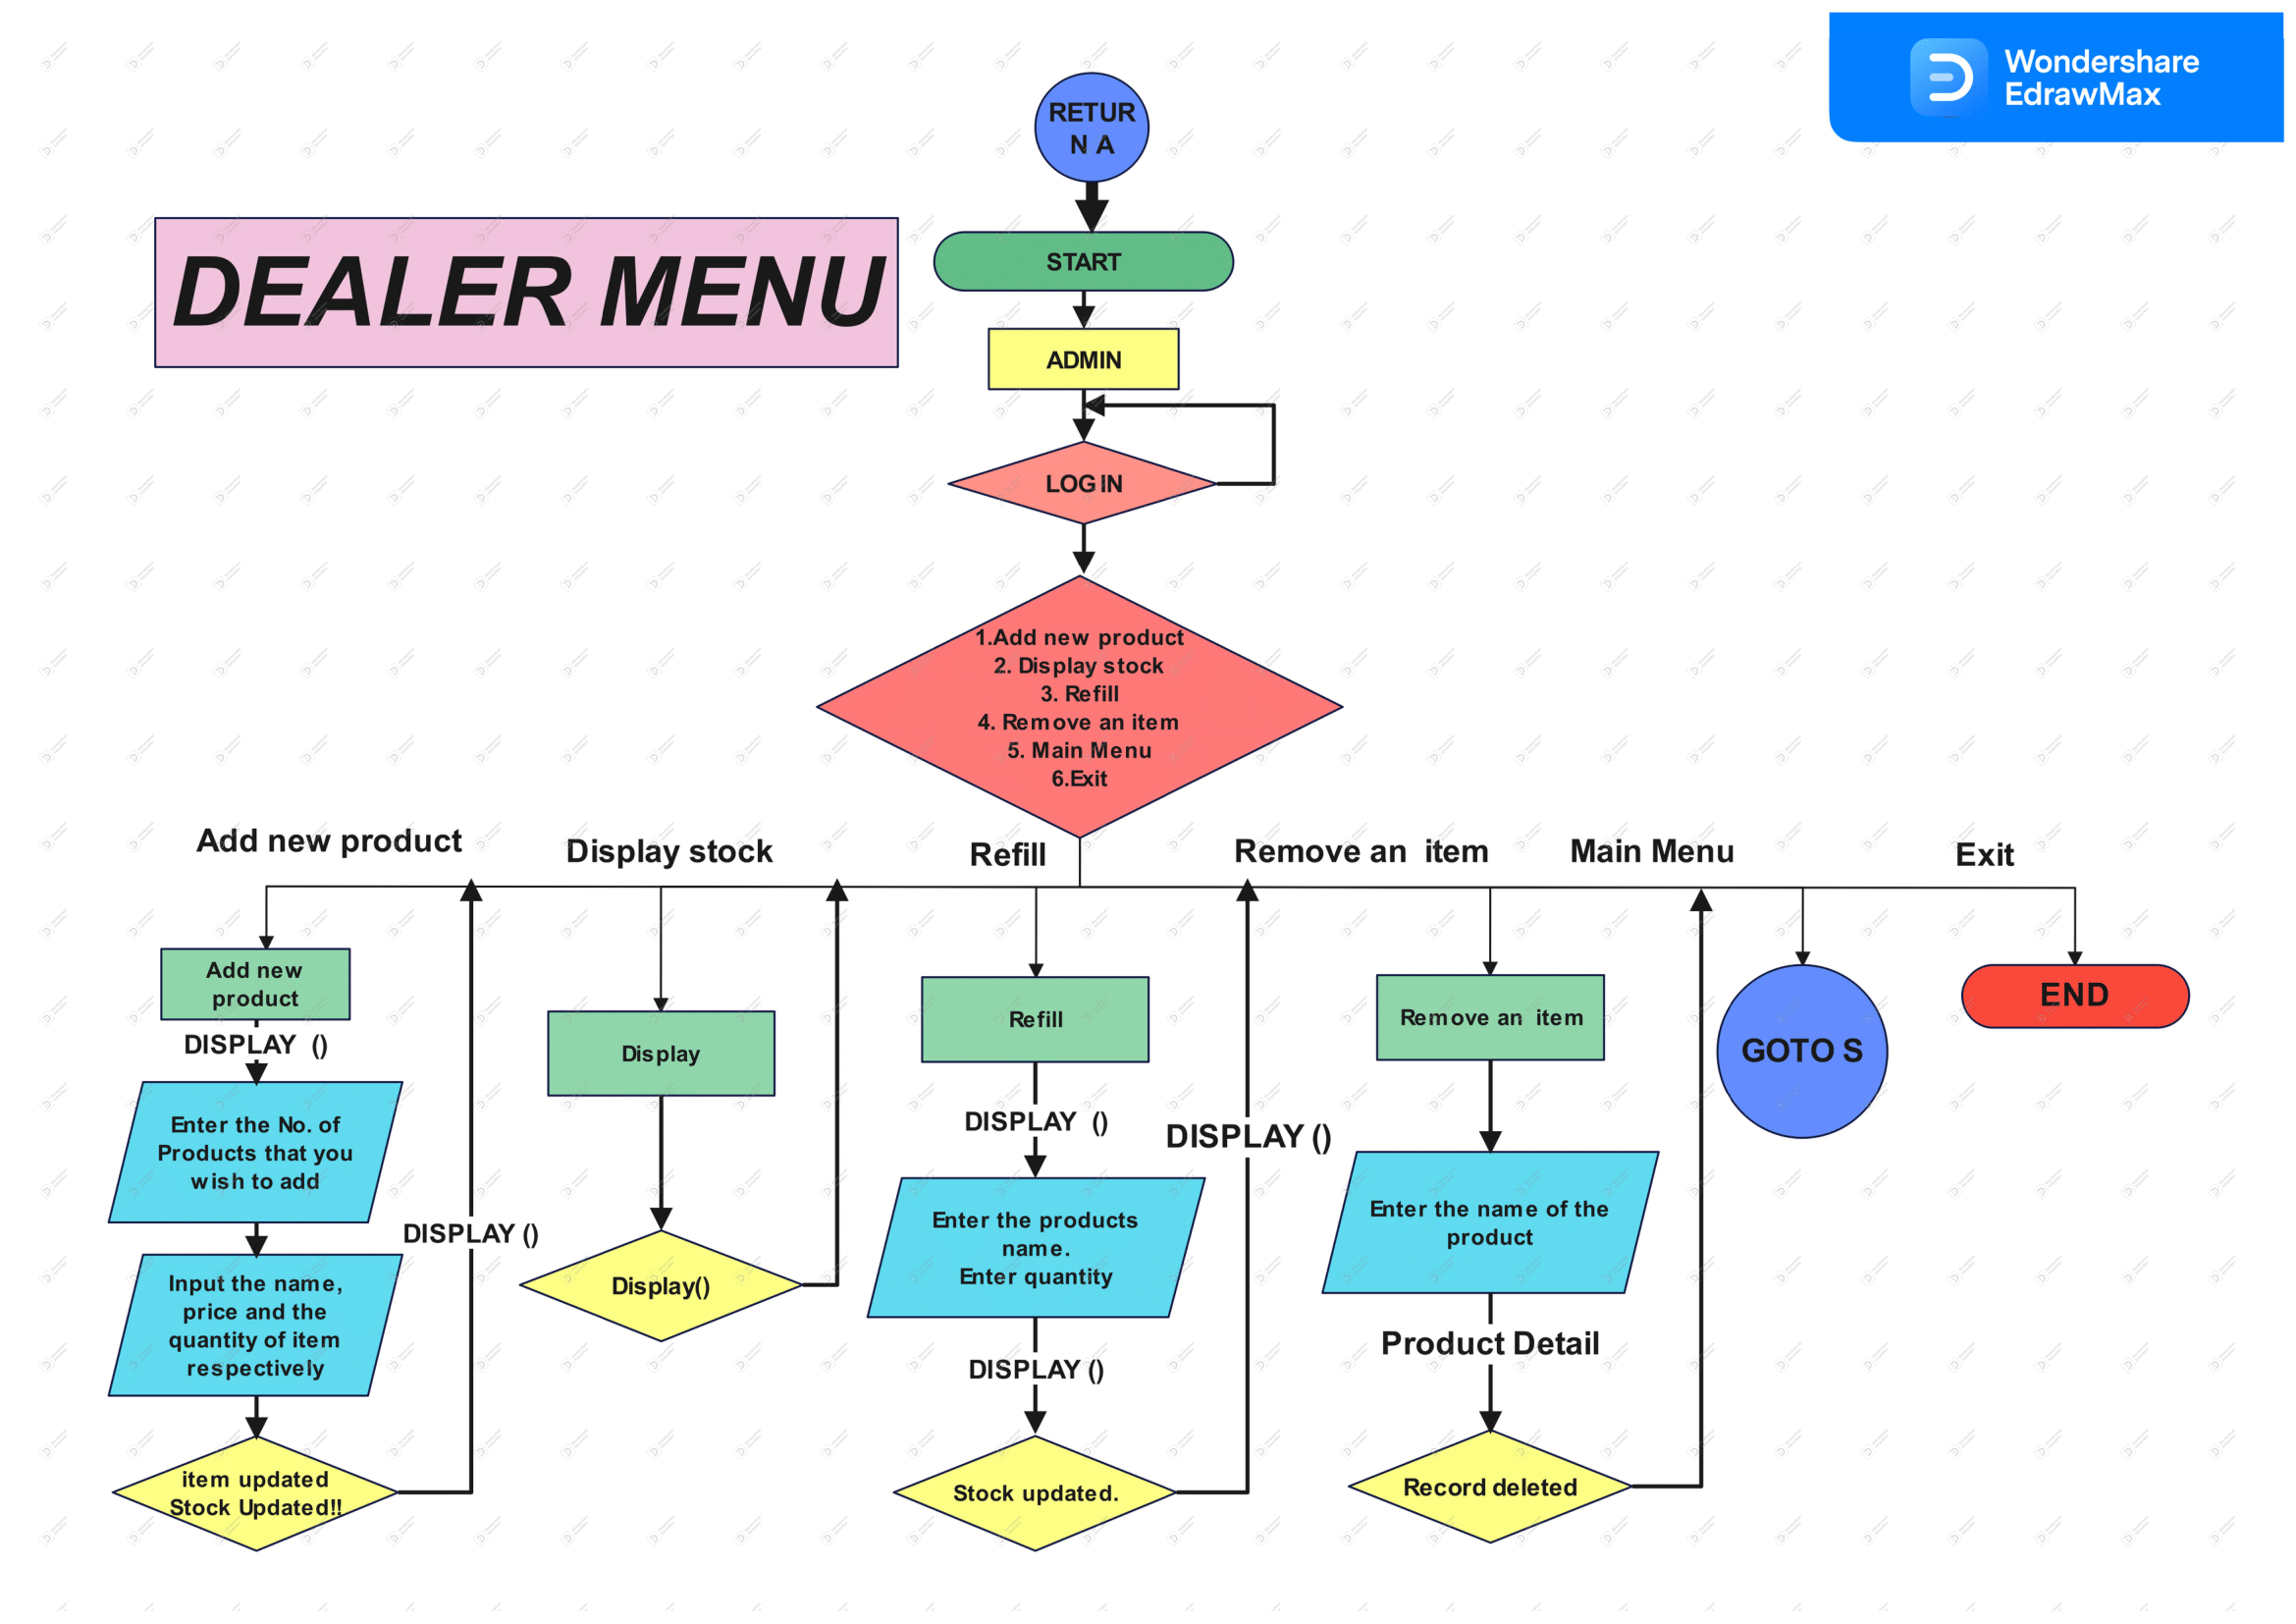 Wondershare
EdrawMax
RETUR
N A
START
DEALER MENU
ADMIN
LOGIN
1.Add new product
2. Display stock
3. Refill
4. Remove an item
5. Main Menu
6.Exit
Add new product
Display stock
Refill
Remove an item
Main Menu
Exit
Add new
product
DISPLAY ()
Enter the No. of
Products that you
wish to add
Input the name,
price and the
quantity of item
respectively
item updated
Stock Updated!!
DISPLAY ()
Display
Display()
Refill
DISPLAY ()
Enter the products
name.
Enter quantity
DISPLAY ()
Stock updated.
DISPLAY ()
Remove an item
Enter the name of the
product
Product Detail
Record deleted
GOTO S
END